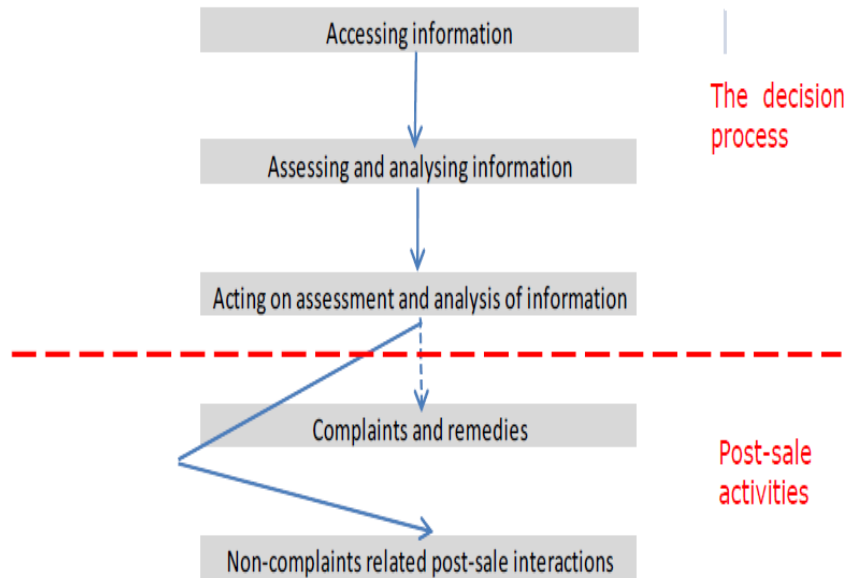 Accessing information
The decision
process
Assessing and analysing information
Acting on assessment and analysis of information
Complaints and remedies
Post-sale
activities
Non-complaints related post-sale interactions